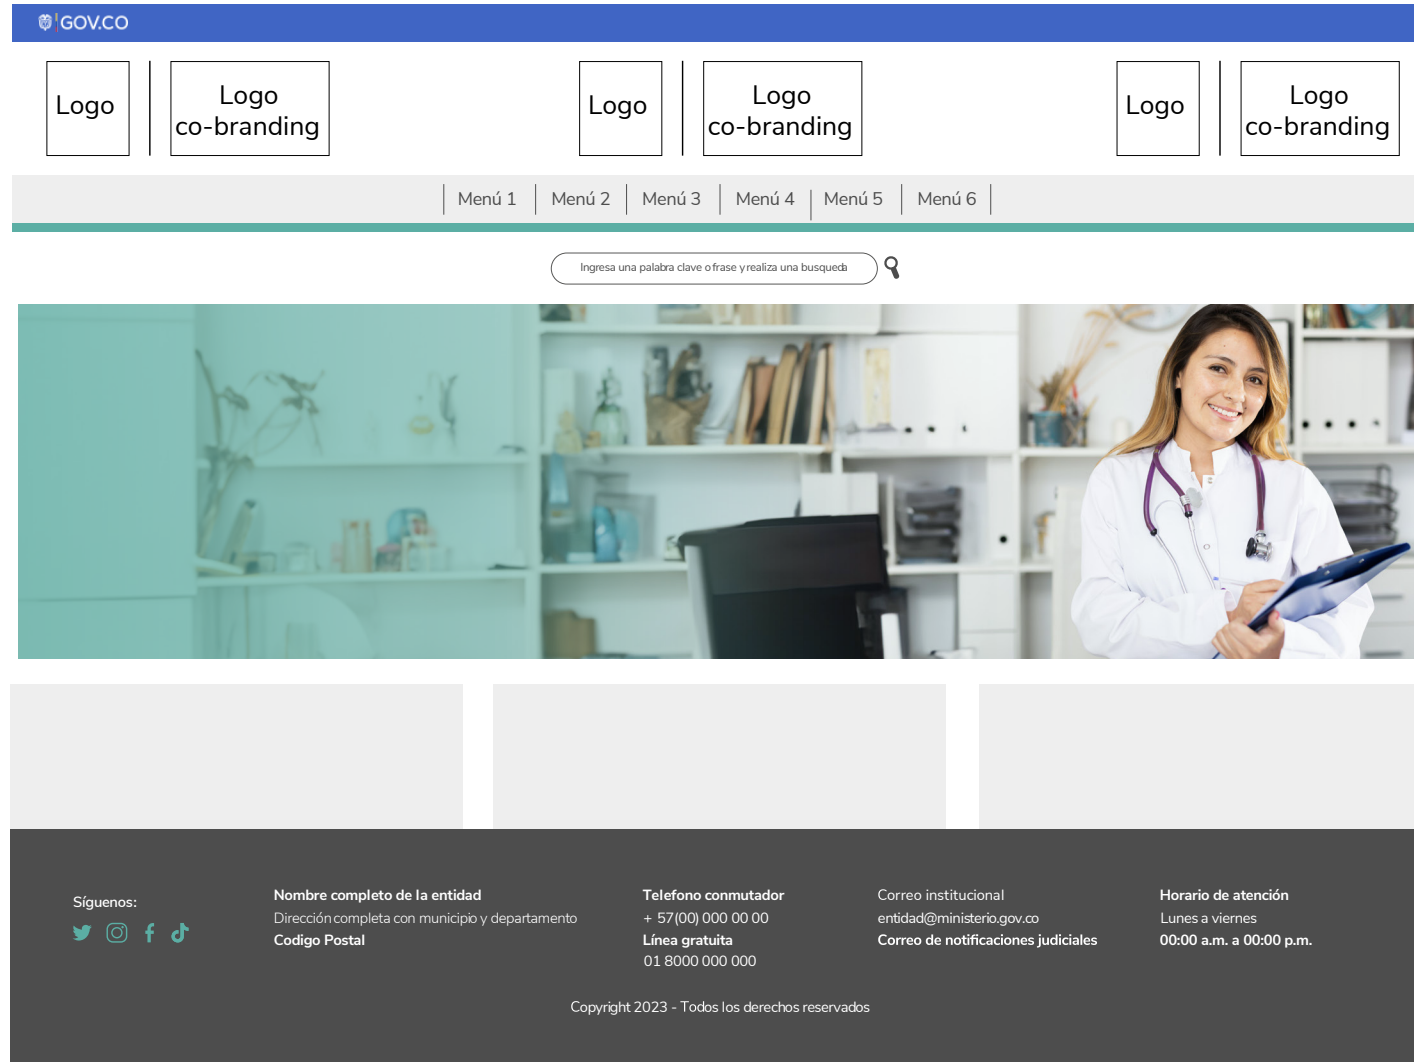 GOV.CO
Logo
Logo
co-branding
Logo
Logo
co-branding
Logo
Logo
co-branding
Menú 1
Menú 2
Menú 3
Menú 4
Menú 5
Menú 6
Ingresa una palabra clave o frase y realiza una busqueda
Síguenos:
Nombre completo de la entidad
Dirección completa con municipio y departamento
Codigo Postal
Telefono conmutador
+ 57(00) 000 00 00
Línea gratuita
01 8000 000 000
Correo institucional
entidad@ministerio.gov.co
Correo de notificaciones judiciales
Horario de atención
Lunes a viernes
00:00 a.m. a 00:00 p.m.
Copyright 2023 - Todos los derechos reservados